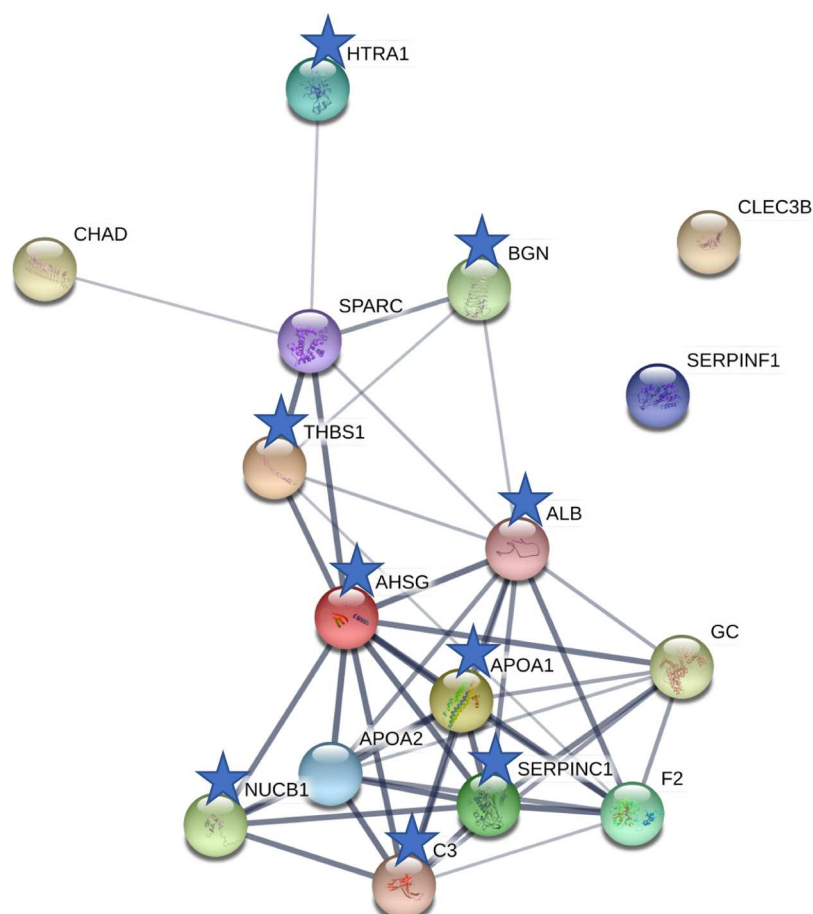 HTRA1
CLEC3B
CHAD
BGN
SPARC
SERPINF1
THBS1
ALB
AHSG
GC
APOA1
APOA2
SERPINC1
F2
NUCB1
C3